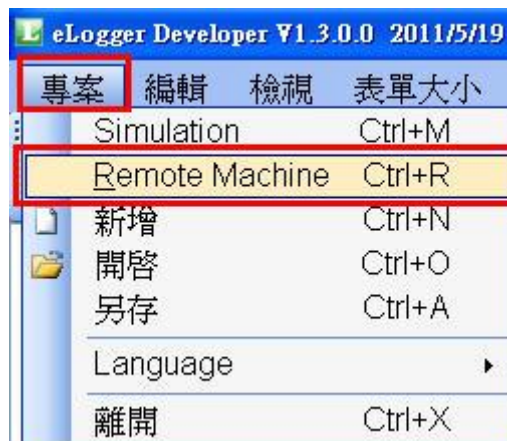 eLogger Developer V1.3.0.0 2011/5/19
專案 編輯 檢視 表單大小
Simulation Ctrl+M
Remote Machine Ctrl+R
新增 Ctrl+N
開啓 Ctrl+O
另存 Ctrl+A
Language
離開 Ctrl+X